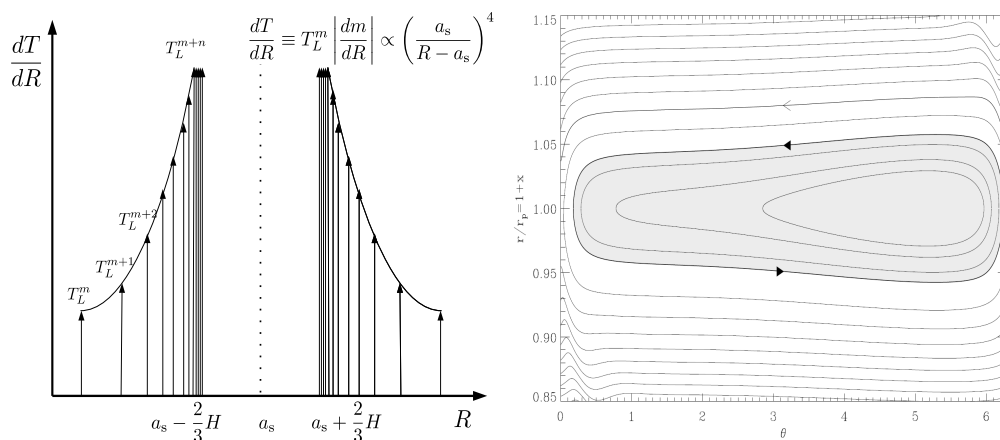 dT/dR
T_L^{m+n}
dT/dR ≡ T_L^m |dm/dR| ∝ (a_s/(R − a_s))^4
T_L^{m+2}
T_L^{m+1}
T_L^m
a_s − 2/3 H
a_s
a_s + 2/3 H
R
1.15
1.10
1.05
1.00
0.95
0.90
0.85
r/r_p=1+x
0 1 2 3 4 5 6
θ